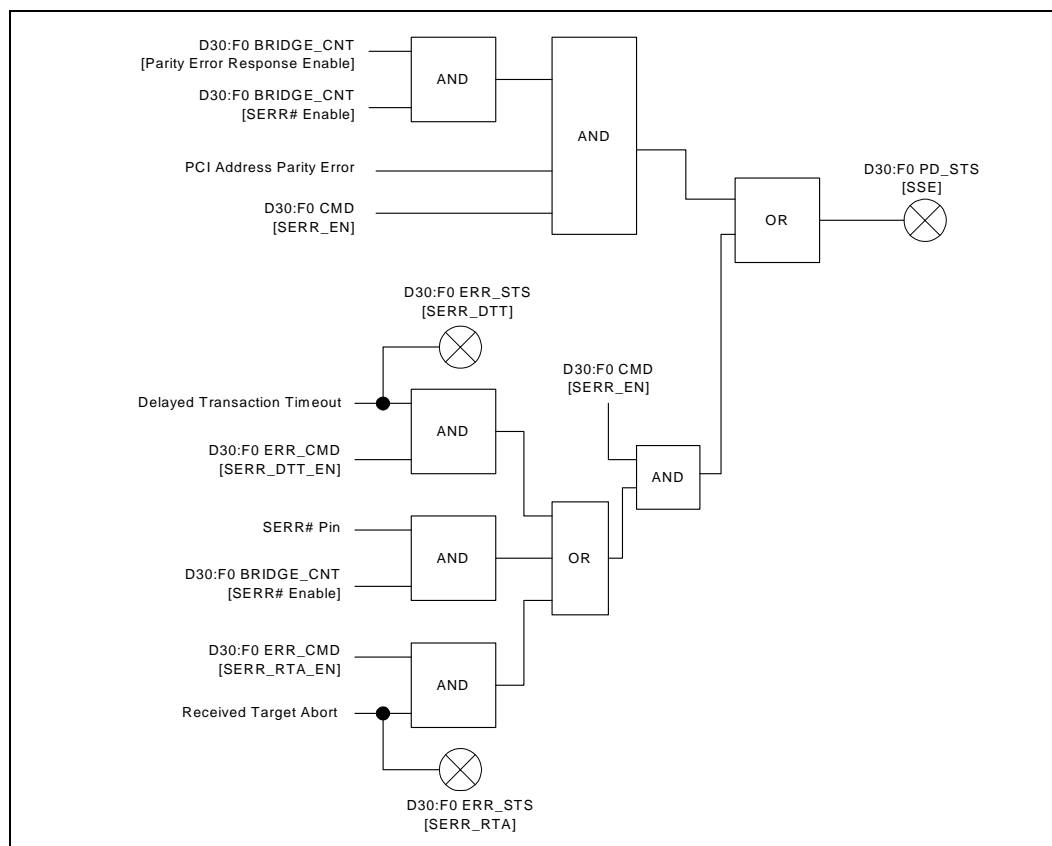 D30:F0 BRIDGE_CNT
[Parity Error Response Enable]
AND
D30:F0 BRIDGE_CNT
[SERR# Enable]
AND
PCI Address Parity Error
D30:F0 CMD
[SERR_EN]
OR
D30:F0 PD_STS
[SSE]
D30:F0 ERR_STS
[SERR_DTT]
Delayed Transaction Timeout
AND
D30:F0 ERR_CMD
[SERR_DTT_EN]
D30:F0 CMD
[SERR_EN]
AND
SERR# Pin
AND
OR
D30:F0 BRIDGE_CNT
[SERR# Enable]
D30:F0 ERR_CMD
[SERR_RTA_EN]
AND
Received Target Abort
D30:F0 ERR_STS
[SERR_RTA]